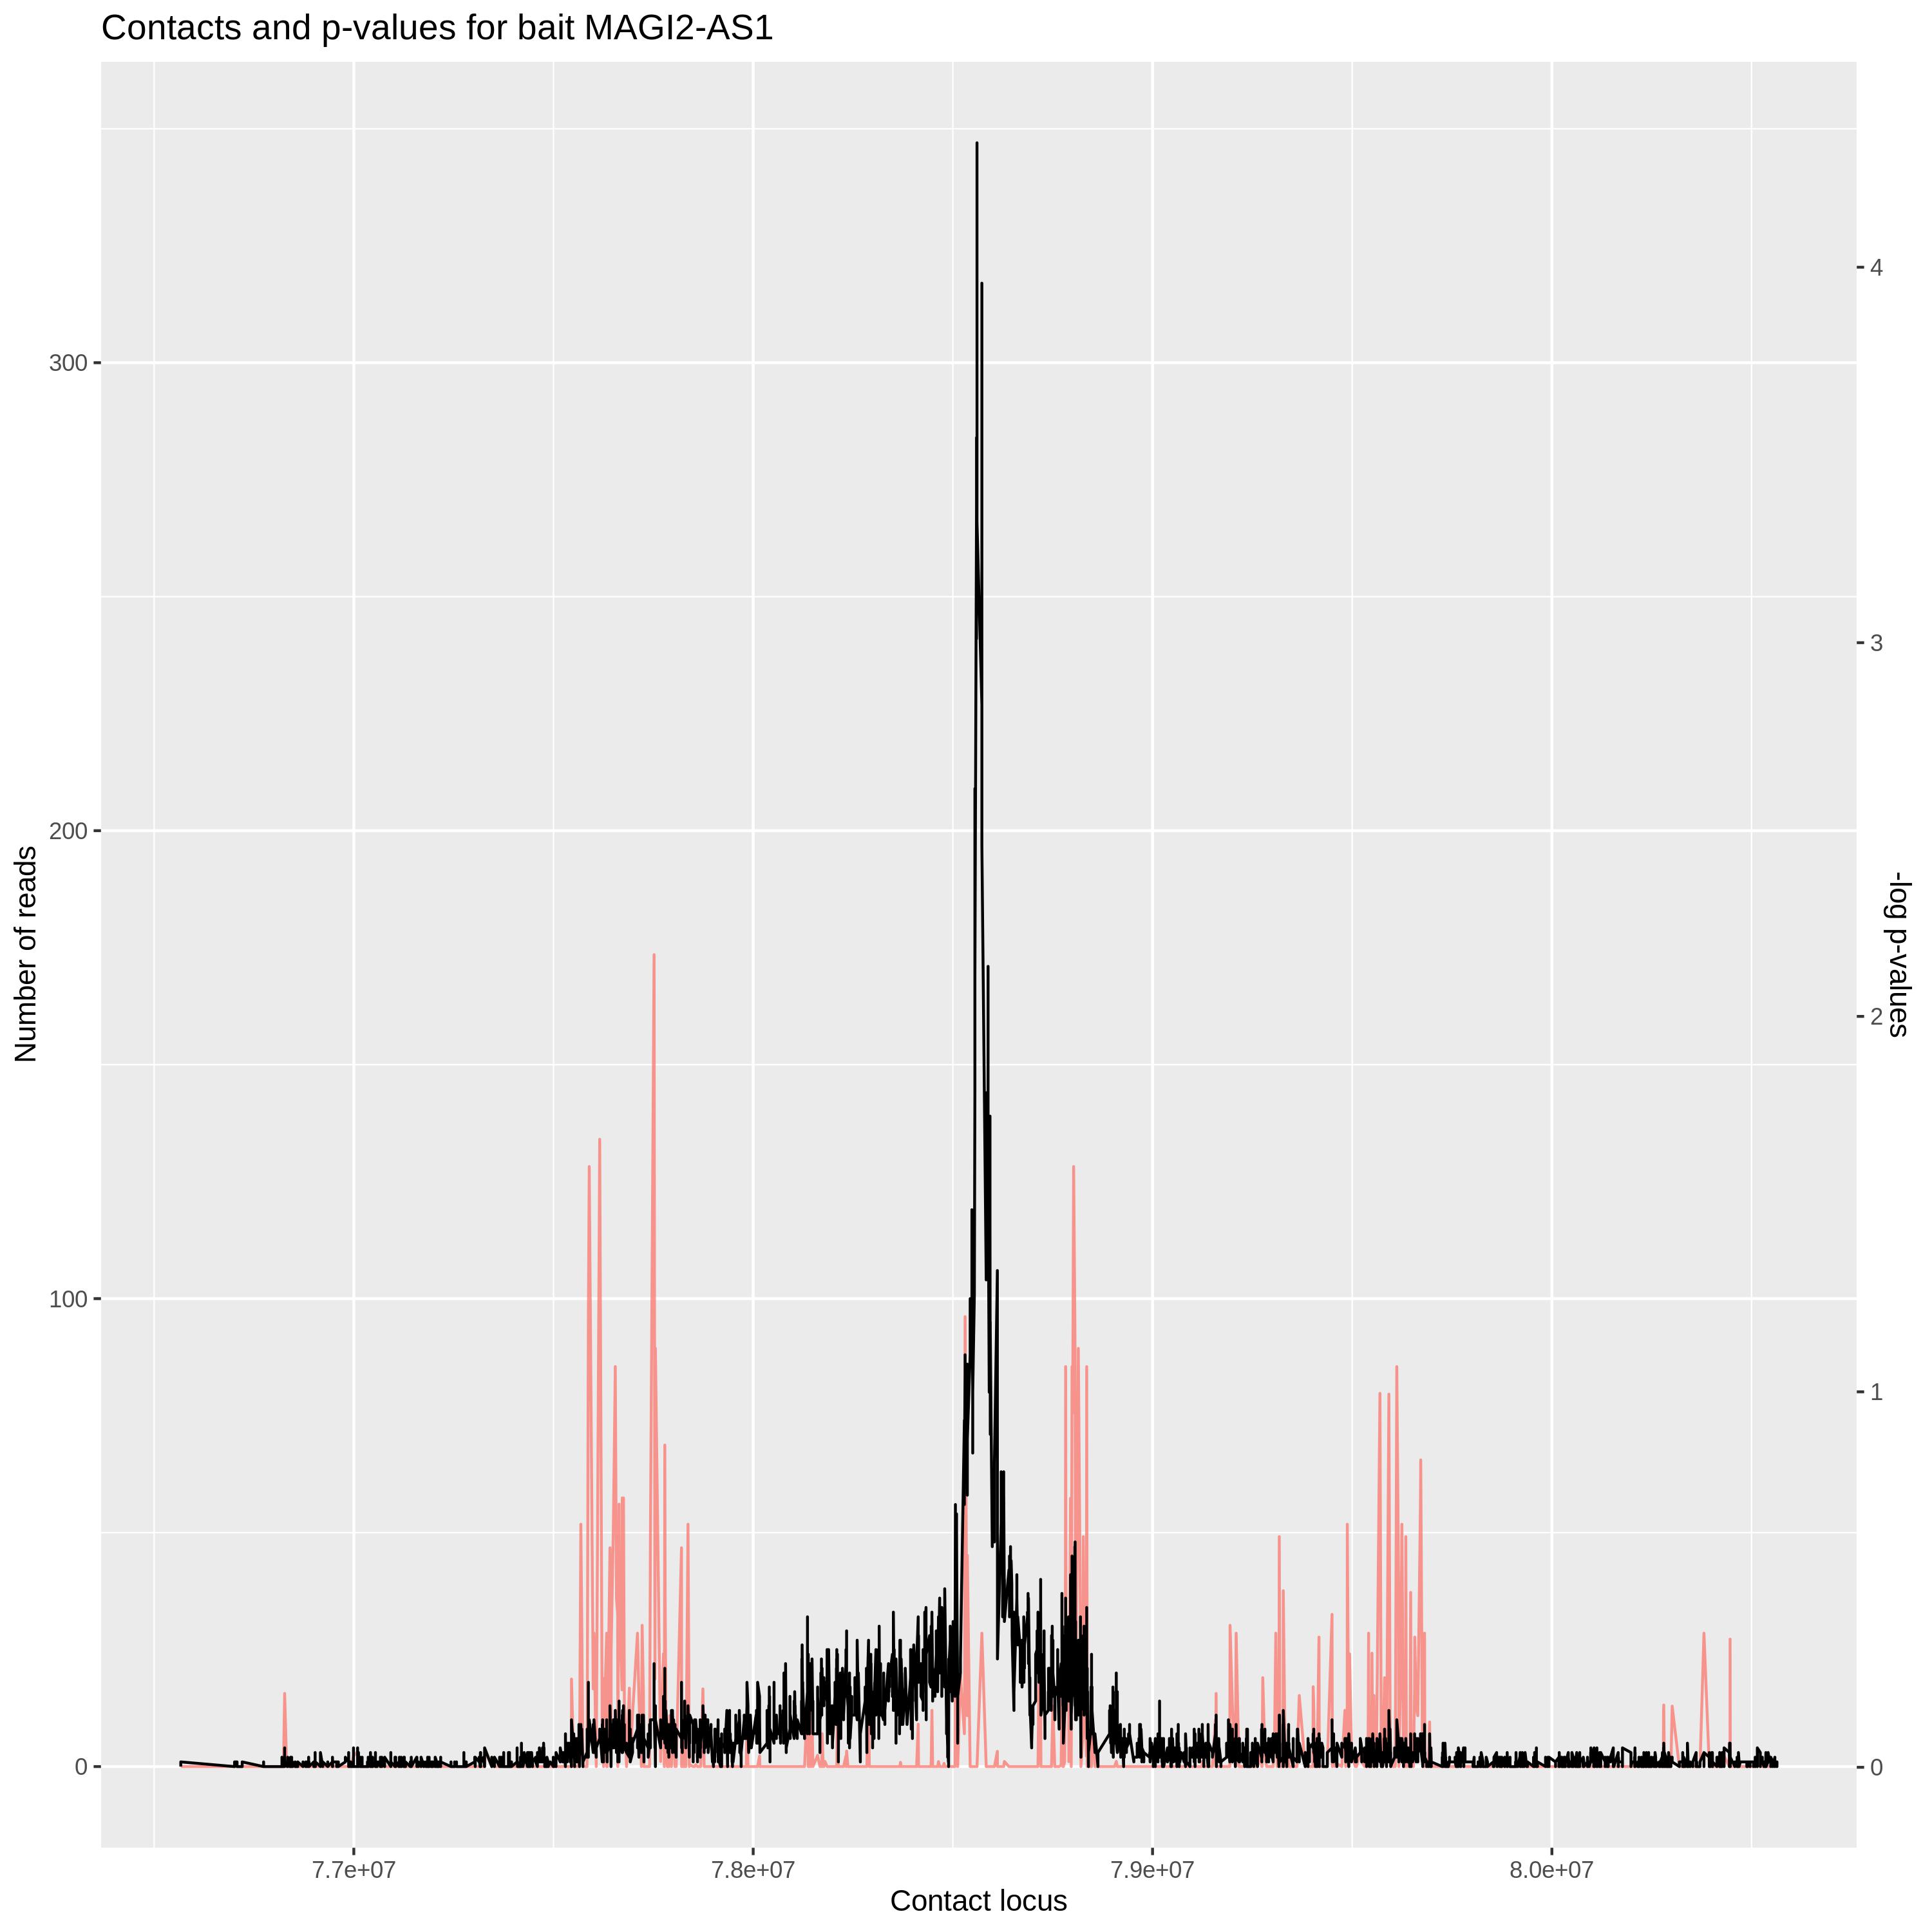 Contacts and p-values for bait MAGI2-AS1
Number of reads
300
200
100
0
4
3
2
1
0
-log p-values
7.7e+07
7.8e+07
7.9e+07
8.0e+07
Contact locus